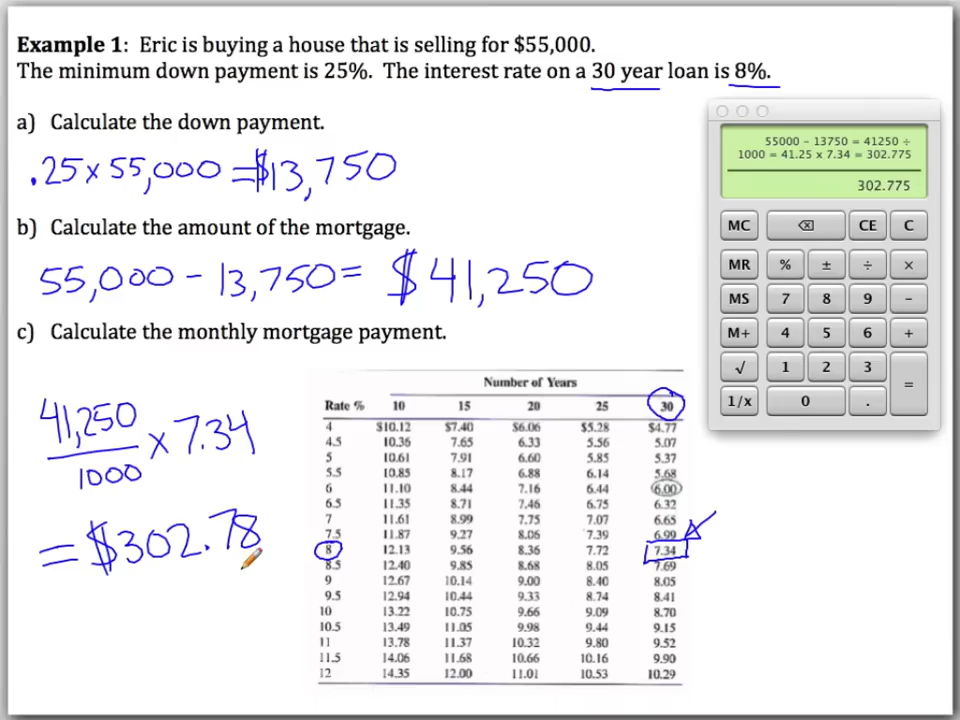 Example 1: Eric is buying a house that is selling for $55,000.
The minimum down payment is 25%. The interest rate on a 30 year loan is 8%.
a) Calculate the down payment.
.25 x 55,000 = $13,750
b) Calculate the amount of the mortgage.
55,000 - 13,750 = $41,250
c) Calculate the monthly mortgage payment.
41,250
1000
x 7.34
= $302.78
55000 − 13750 = 41250 ÷
1000 = 41.25 x 7.34 = 302.775
302.775
MC ⌫ CE C
MR % ± ÷ ×
MS 7 8 9 −
M+ 4 5 6 +
√ 1 2 3 =
1/x 0 .
Number of Years
Rate % 10 15 20 25 30
4 $10.12 $7.40 $6.06 $5.28 $4.77
4.5 10.36 7.65 6.33 5.56 5.07
5 10.61 7.91 6.60 5.85 5.37
5.5 10.85 8.17 6.88 6.14 5.68
6 11.10 8.44 7.16 6.44 6.00
6.5 11.35 8.71 7.46 6.75 6.32
7 11.61 8.99 7.75 7.07 6.65
7.5 11.87 9.27 8.06 7.39 6.99
8 12.13 9.56 8.36 7.72 7.34
8.5 12.40 9.85 8.68 8.05 7.69
9 12.67 10.14 9.00 8.40 8.05
9.5 12.94 10.44 9.33 8.74 8.41
10 13.22 10.75 9.66 9.09 8.70
10.5 13.49 11.05 9.98 9.44 9.15
11 13.78 11.37 10.32 9.80 9.52
11.5 14.06 11.68 10.66 10.16 9.90
12 14.35 12.00 11.01 10.53 10.29